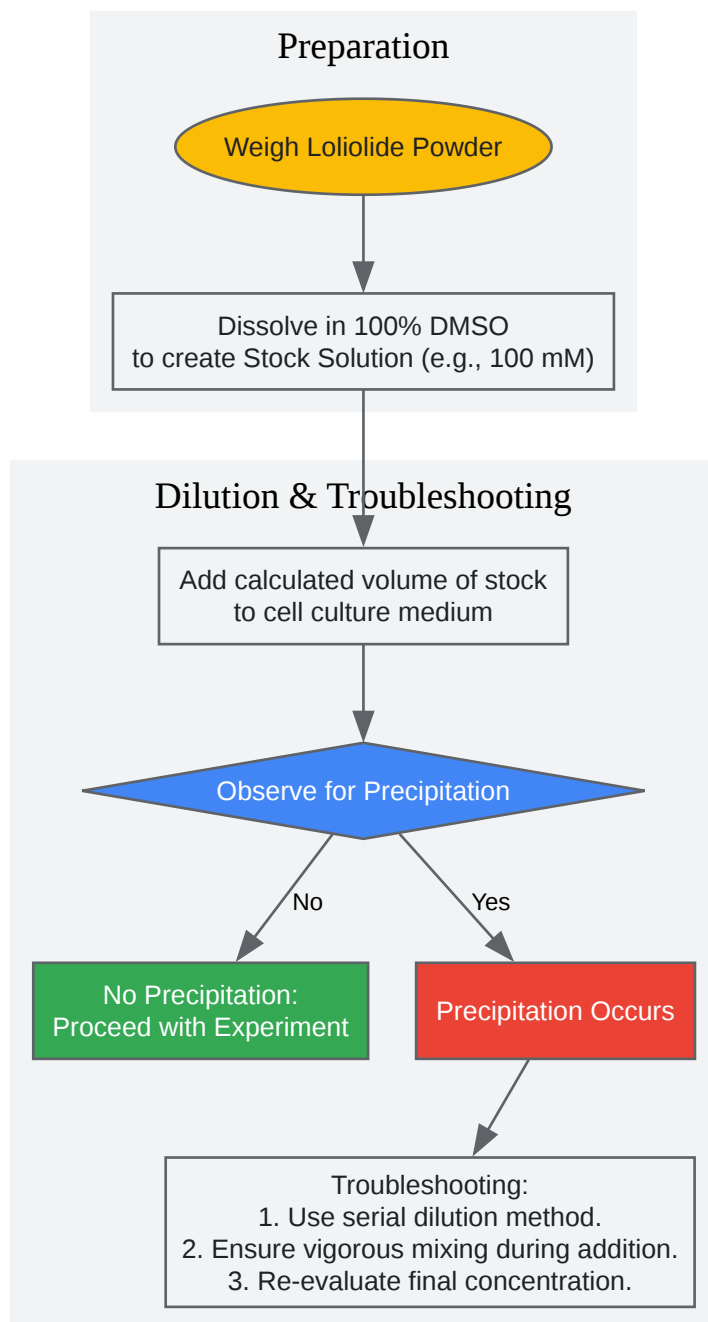 Preparation
Weigh Loliolide Powder
Dissolve in 100% DMSO
to create Stock Solution (e.g., 100 mM)
Dilution & Troubleshooting
Add calculated volume of stock
to cell culture medium
Observe for Precipitation
No
Yes
No Precipitation:
Proceed with Experiment
Precipitation Occurs
Troubleshooting:
1. Use serial dilution method.
2. Ensure vigorous mixing during addition.
3. Re-evaluate final concentration.